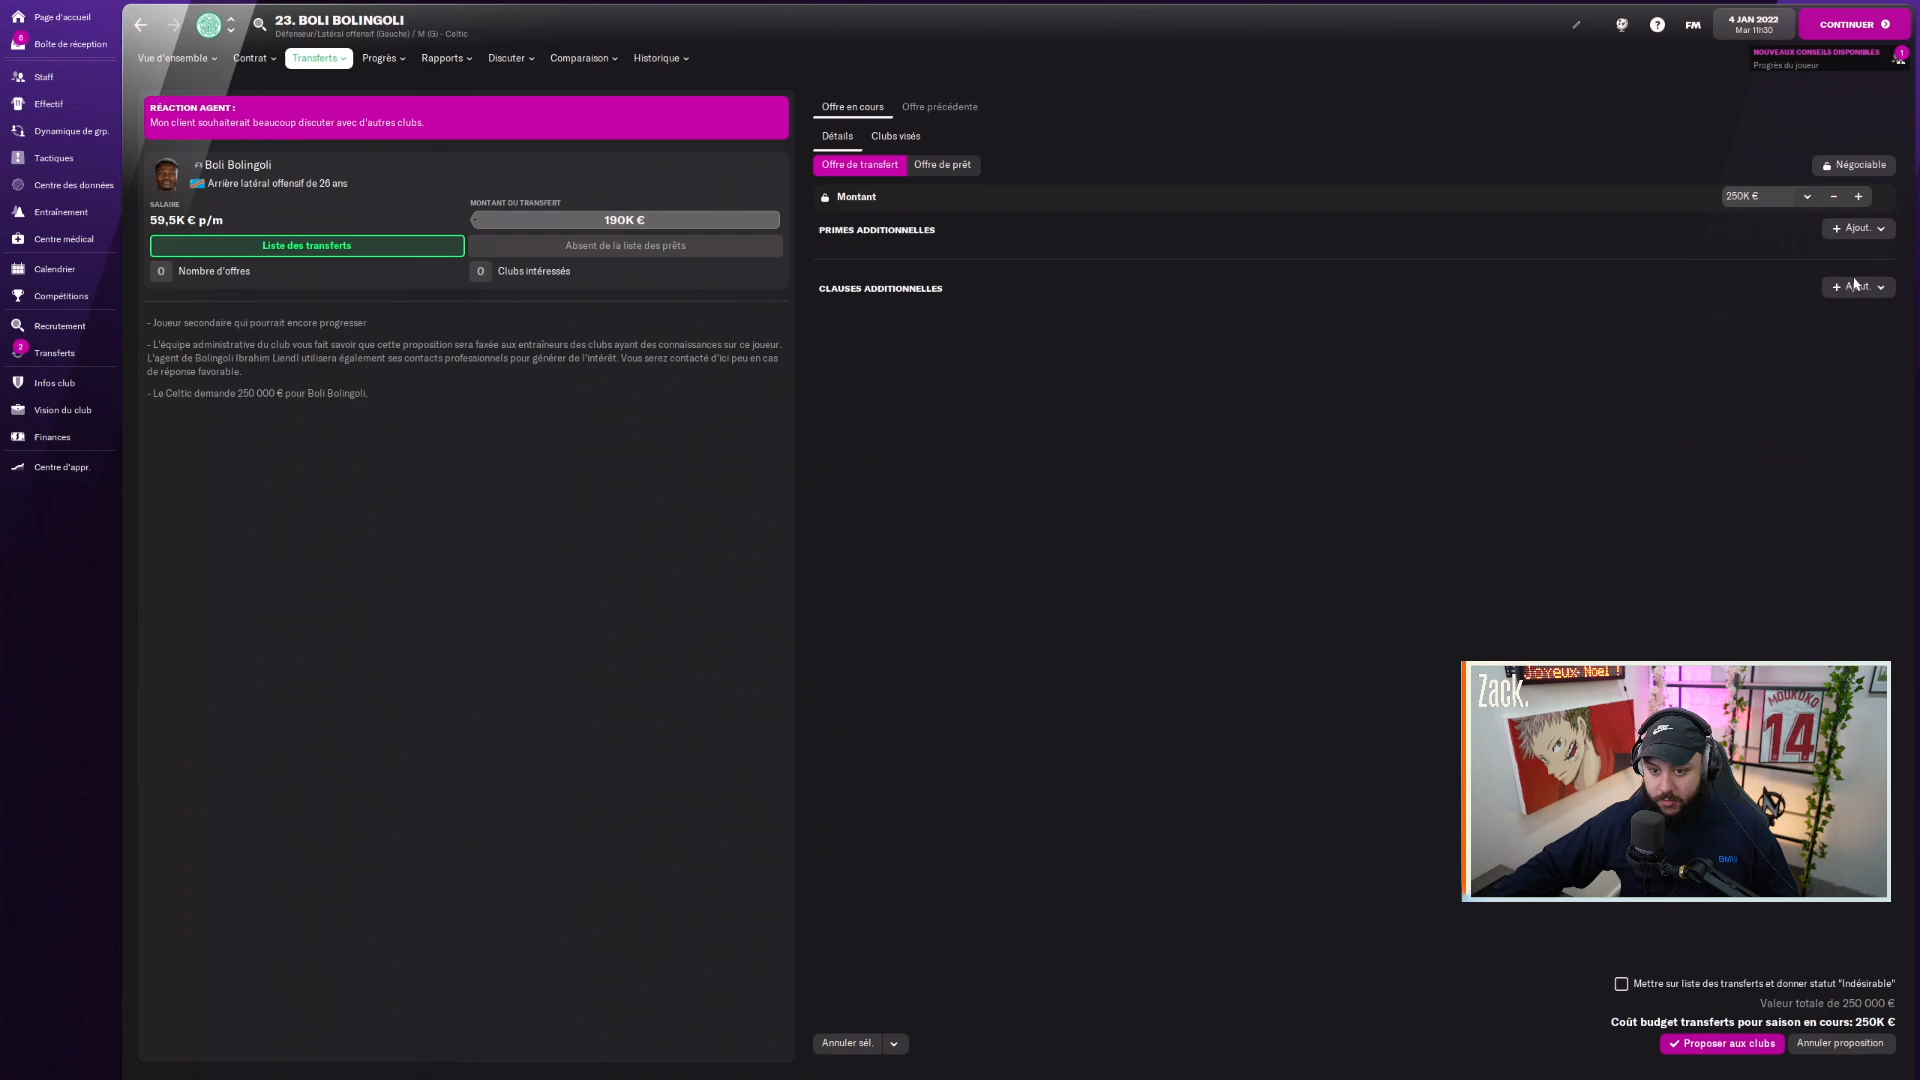 Page d'accueil
6
Boîte de réception
Staff
Effectif
Dynamique de grp.
Tactiques
Centre des données
Entraînement
Centre médical
Calendrier
Compétitions
Recrutement
2
Transferts
Infos club
Vision du club
Finances
Centre d'appr.
23. BOLI BOLINGOLI
Défenseur/Latéral offensif (Gauche) / M (G) - Celtic
?
FM
4 JAN 2022
Mar 11h30
CONTINUER
Vue d'ensemble
Contrat
Transferts
Progrès
Rapports
Discuter
Comparaison
Historique
NOUVEAUX CONSEILS DISPONIBLES
1
Progrès du joueur
RÉACTION AGENT :
Mon client souhaiterait beaucoup discuter avec d'autres clubs.
Boli Bolingoli
Arrière latéral offensif de 26 ans
SALAIRE
59,5K € p/m
MONTANT DU TRANSFERT
190K €
Liste des transferts
Absent de la liste des prêts
0 Nombre d'offres
0 Clubs intéressés
- Joueur secondaire qui pourrait encore progresser
- L'équipe administrative du club vous fait savoir que cette proposition sera faxée aux entraîneurs des clubs ayant des connaissances sur ce joueur.
L'agent de Bolingoli Ibrahim Liendl utilisera également ses contacts professionnels pour générer de l'intérêt. Vous serez contacté d'ici peu en cas
de réponse favorable.
- Le Celtic demande 250 000 € pour Boli Bolingoli.
Offre en cours
Offre précédente
Détails
Clubs visés
Offre de transfert
Offre de prêt
Négociable
Montant
250K €
PRIMES ADDITIONNELLES
+ Ajout.
CLAUSES ADDITIONNELLES
+ Ajout.
Joyeux Noel !
Zack.
MOUKOKO
14
BMW
Mettre sur liste des transferts et donner statut "Indésirable"
Valeur totale de 250 000 €
Coût budget transferts pour saison en cours: 250K €
Annuler sél.
Proposer aux clubs
Annuler proposition